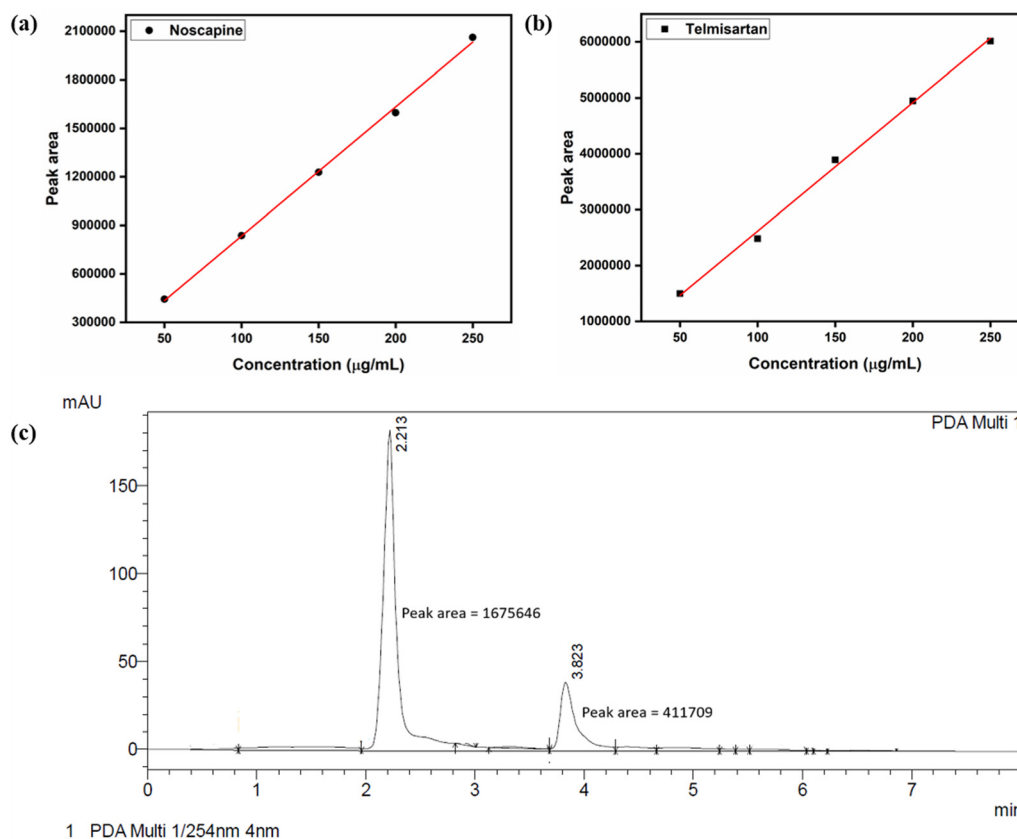 (a)
Noscapine
2100000
1800000
1500000
1200000
900000
600000
300000
Peak area
50 100 150 200 250
Concentration (µg/mL)
(b)
Telmisartan
6000000
5000000
4000000
3000000
2000000
1000000
Peak area
50 100 150 200 250
Concentration (µg/mL)
(c)
mAU
PDA Multi 1
2.213
150
100
Peak area = 1675646
50
3.823
Peak area = 411709
0
0 1 2 3 4 5 6 7
min
1 PDA Multi 1/254nm 4nm